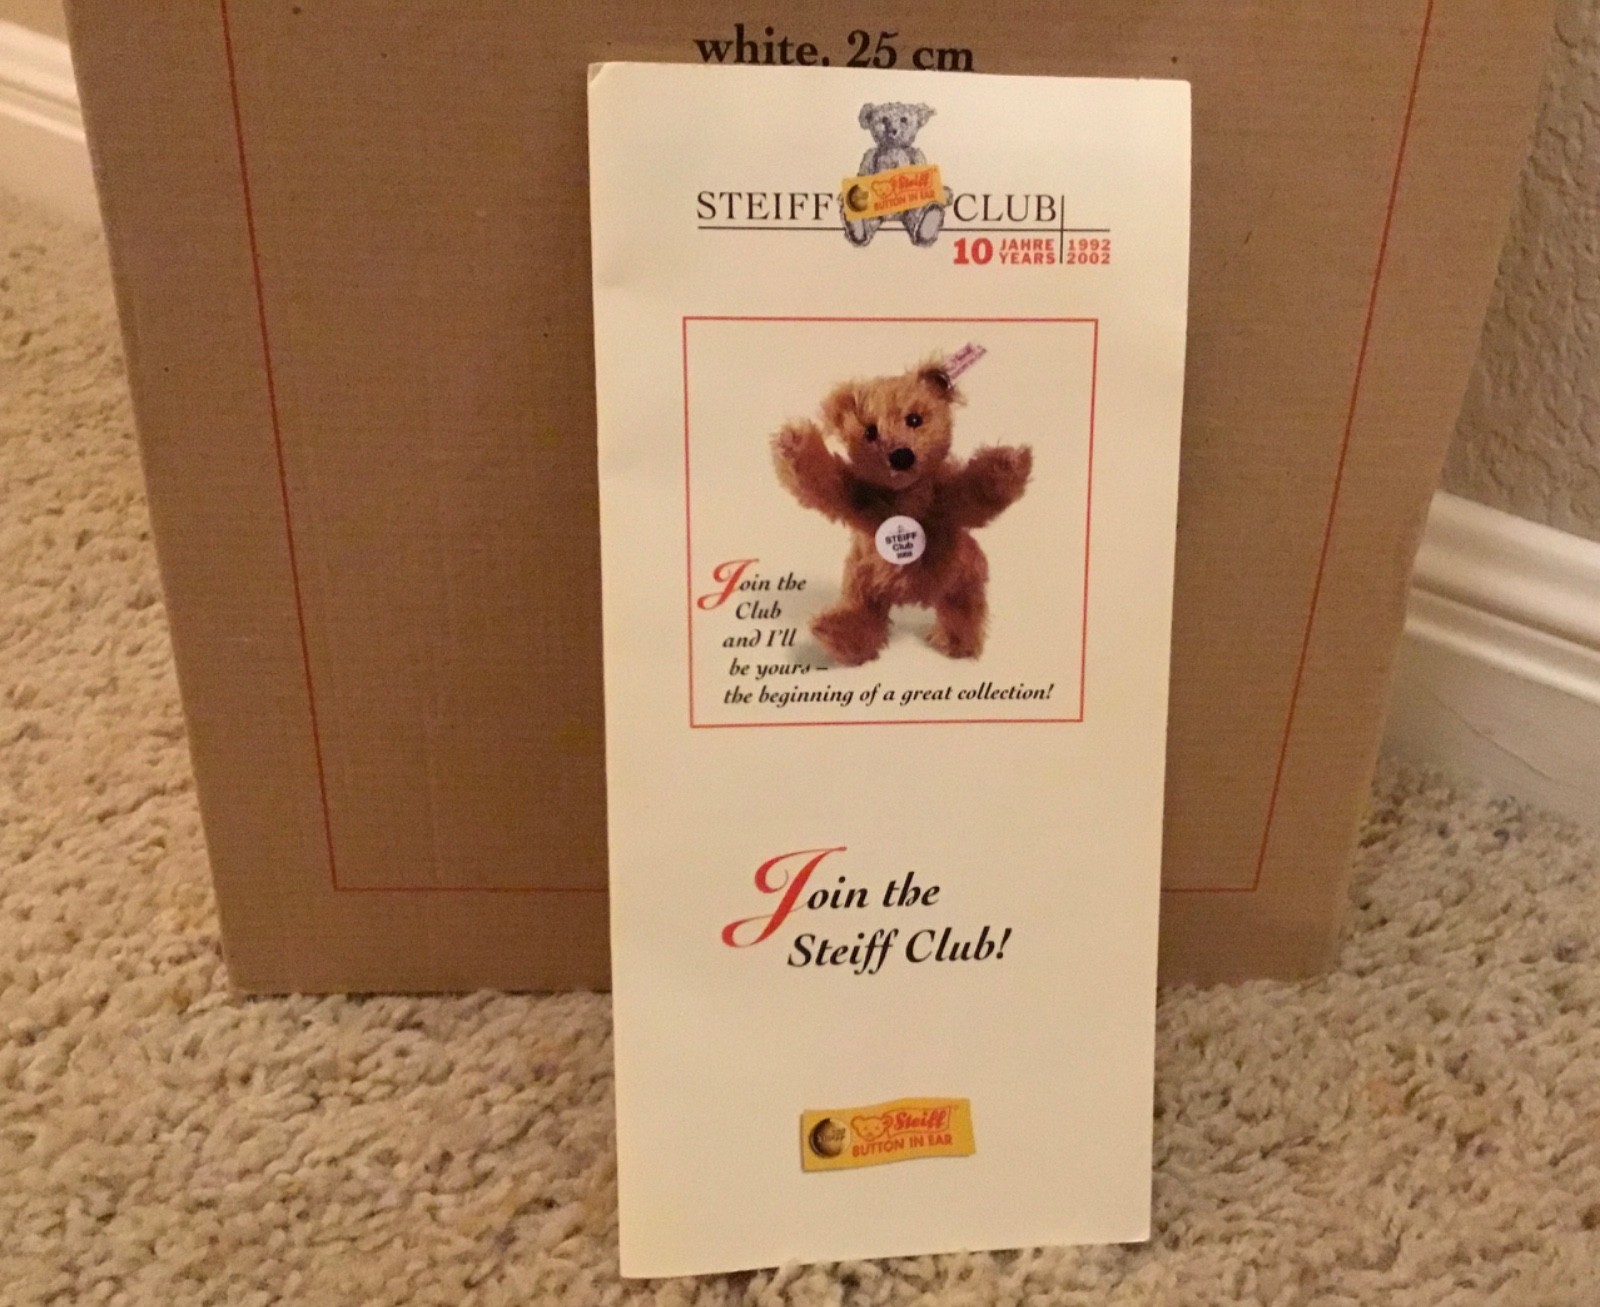 white, 25 cm
STEIFF CLUB
Steiff
BUTTON IN EAR
10 JAHRE 1992
YEARS 2002
STEIFF
Club
Join the
Club
and I'll
be yours –
the beginning of a great collection!
Join the
Steiff Club!
Steiff
BUTTON IN EAR